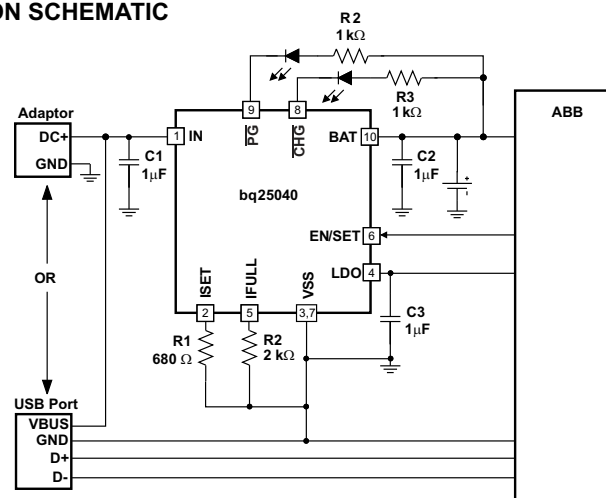 ON SCHEMATIC
R2
1 kΩ
R3
1 kΩ
Adaptor
DC+
GND
C1
1μF
1
IN
9
PG
8
CHG
BAT
10
C2
1μF
+
-
ABB
bq25040
EN/SET
6
LDO
4
OR
ISET
IFULL
VSS
2
5
3,7
C3
1μF
R1
680 Ω
R2
2 kΩ
USB Port
VBUS
GND
D+
D-